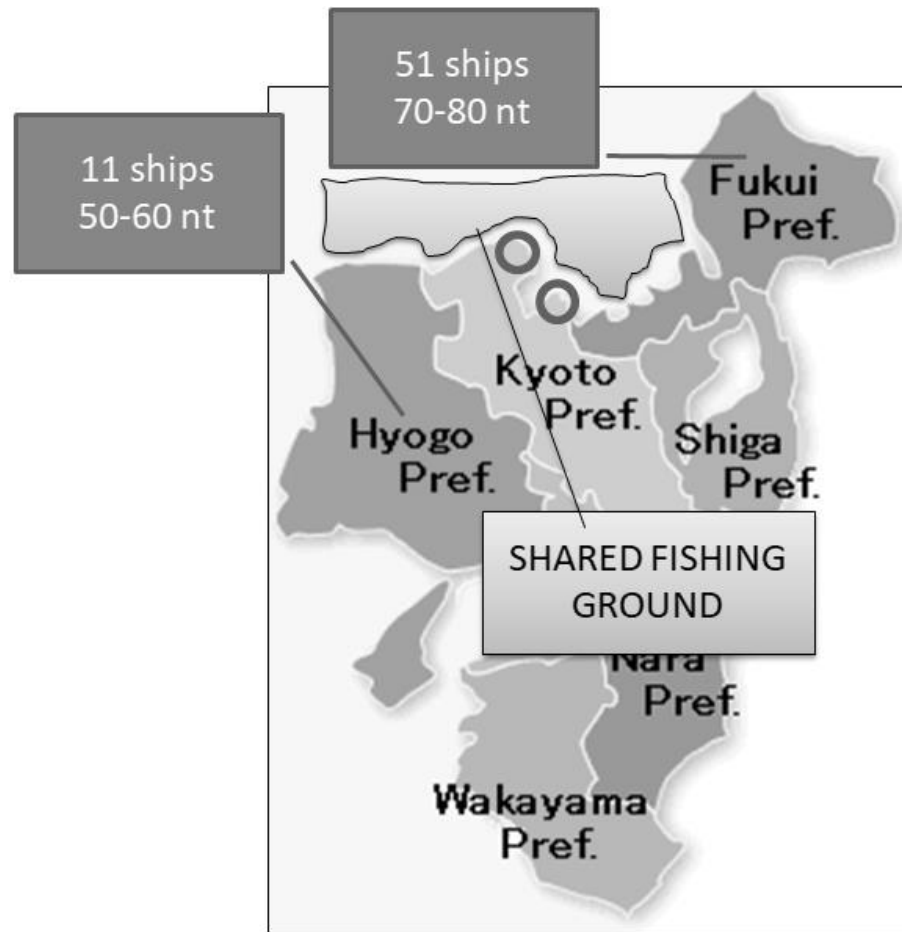 51 ships
70-80 nt
11 ships
50-60 nt
Fukui
Pref.
Kyoto
Pref.
Hyogo
Pref.
Shiga
Pref.
SHARED FISHING
GROUND
Nara
Pref.
Wakayama
Pref.